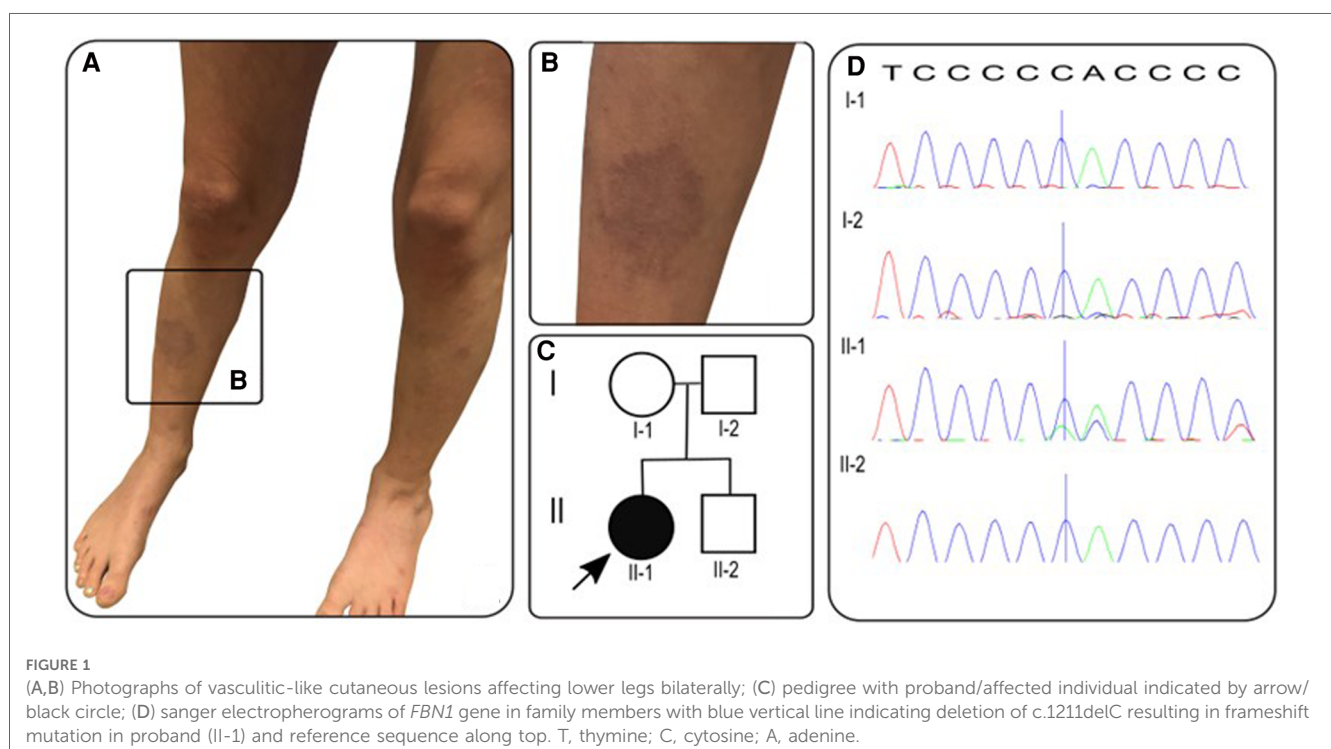 A
B
B
C
I
I-1
I-2
II
II-1
II-2
D
T C C C C C A C C C C
I-1
I-2
II-1
II-2
FIGURE 1
(A,B) Photographs of vasculitic-like cutaneous lesions affecting lower legs bilaterally; (C) pedigree with proband/affected individual indicated by arrow/
black circle; (D) sanger electropherograms of FBN1 gene in family members with blue vertical line indicating deletion of c.1211delC resulting in frameshift
mutation in proband (II-1) and reference sequence along top. T, thymine; C, cytosine; A, adenine.